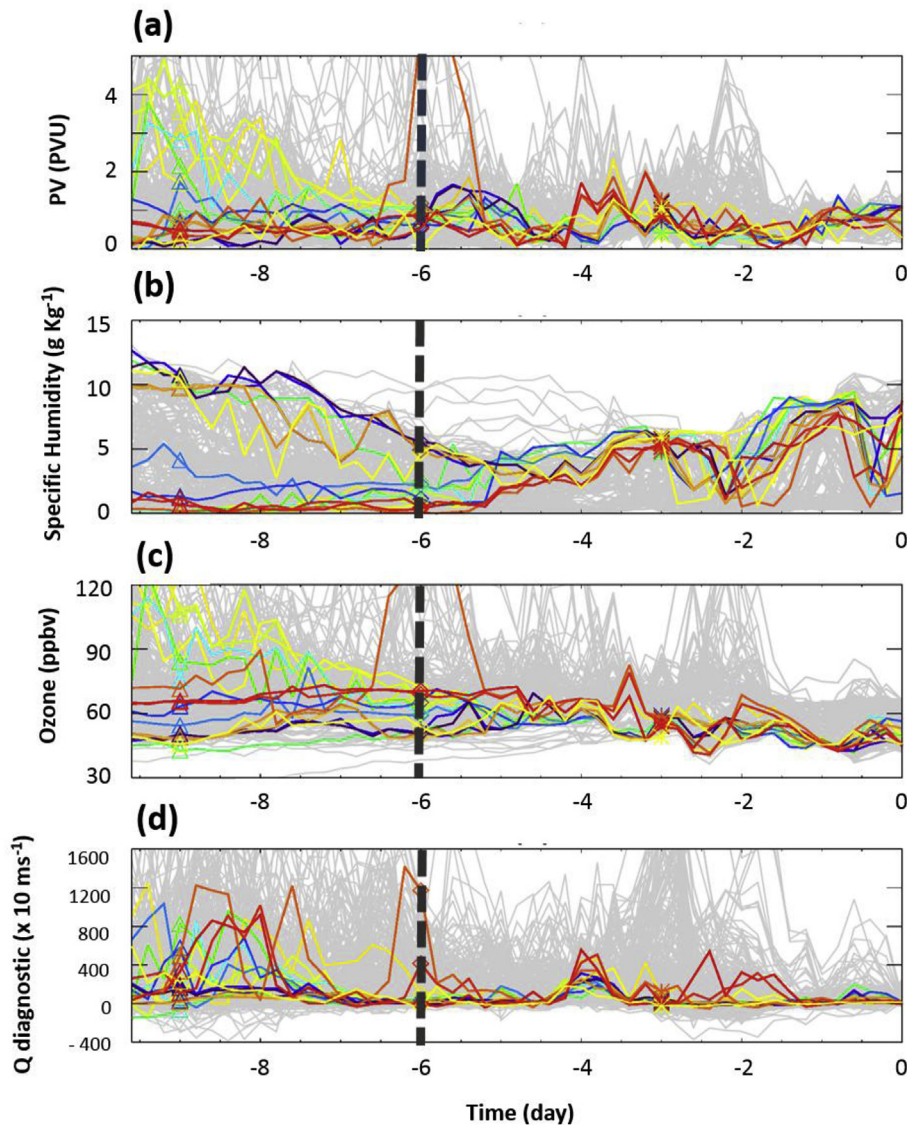 (a)
PV (PVU)
4
2
0
-8 -6 -4 -2 0
(b)
Specific Humidity (g Kg⁻¹)
15
10
5
0
-8 -6 -4 -2 0
(c)
Ozone (ppbv)
120
90
60
30
-8 -6 -4 -2 0
(d)
Q diagnostic (x 10 ms⁻¹)
1600
1200
800
400
0
- 400
-8 -6 -4 -2 0
Time (day)